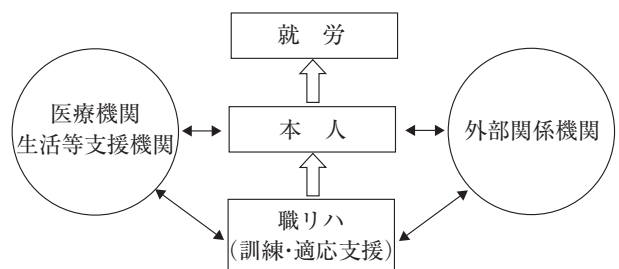 就　労
医療機関
生活等支援機関
本　人
外部関係機関
職リハ
(訓練・適応支援)